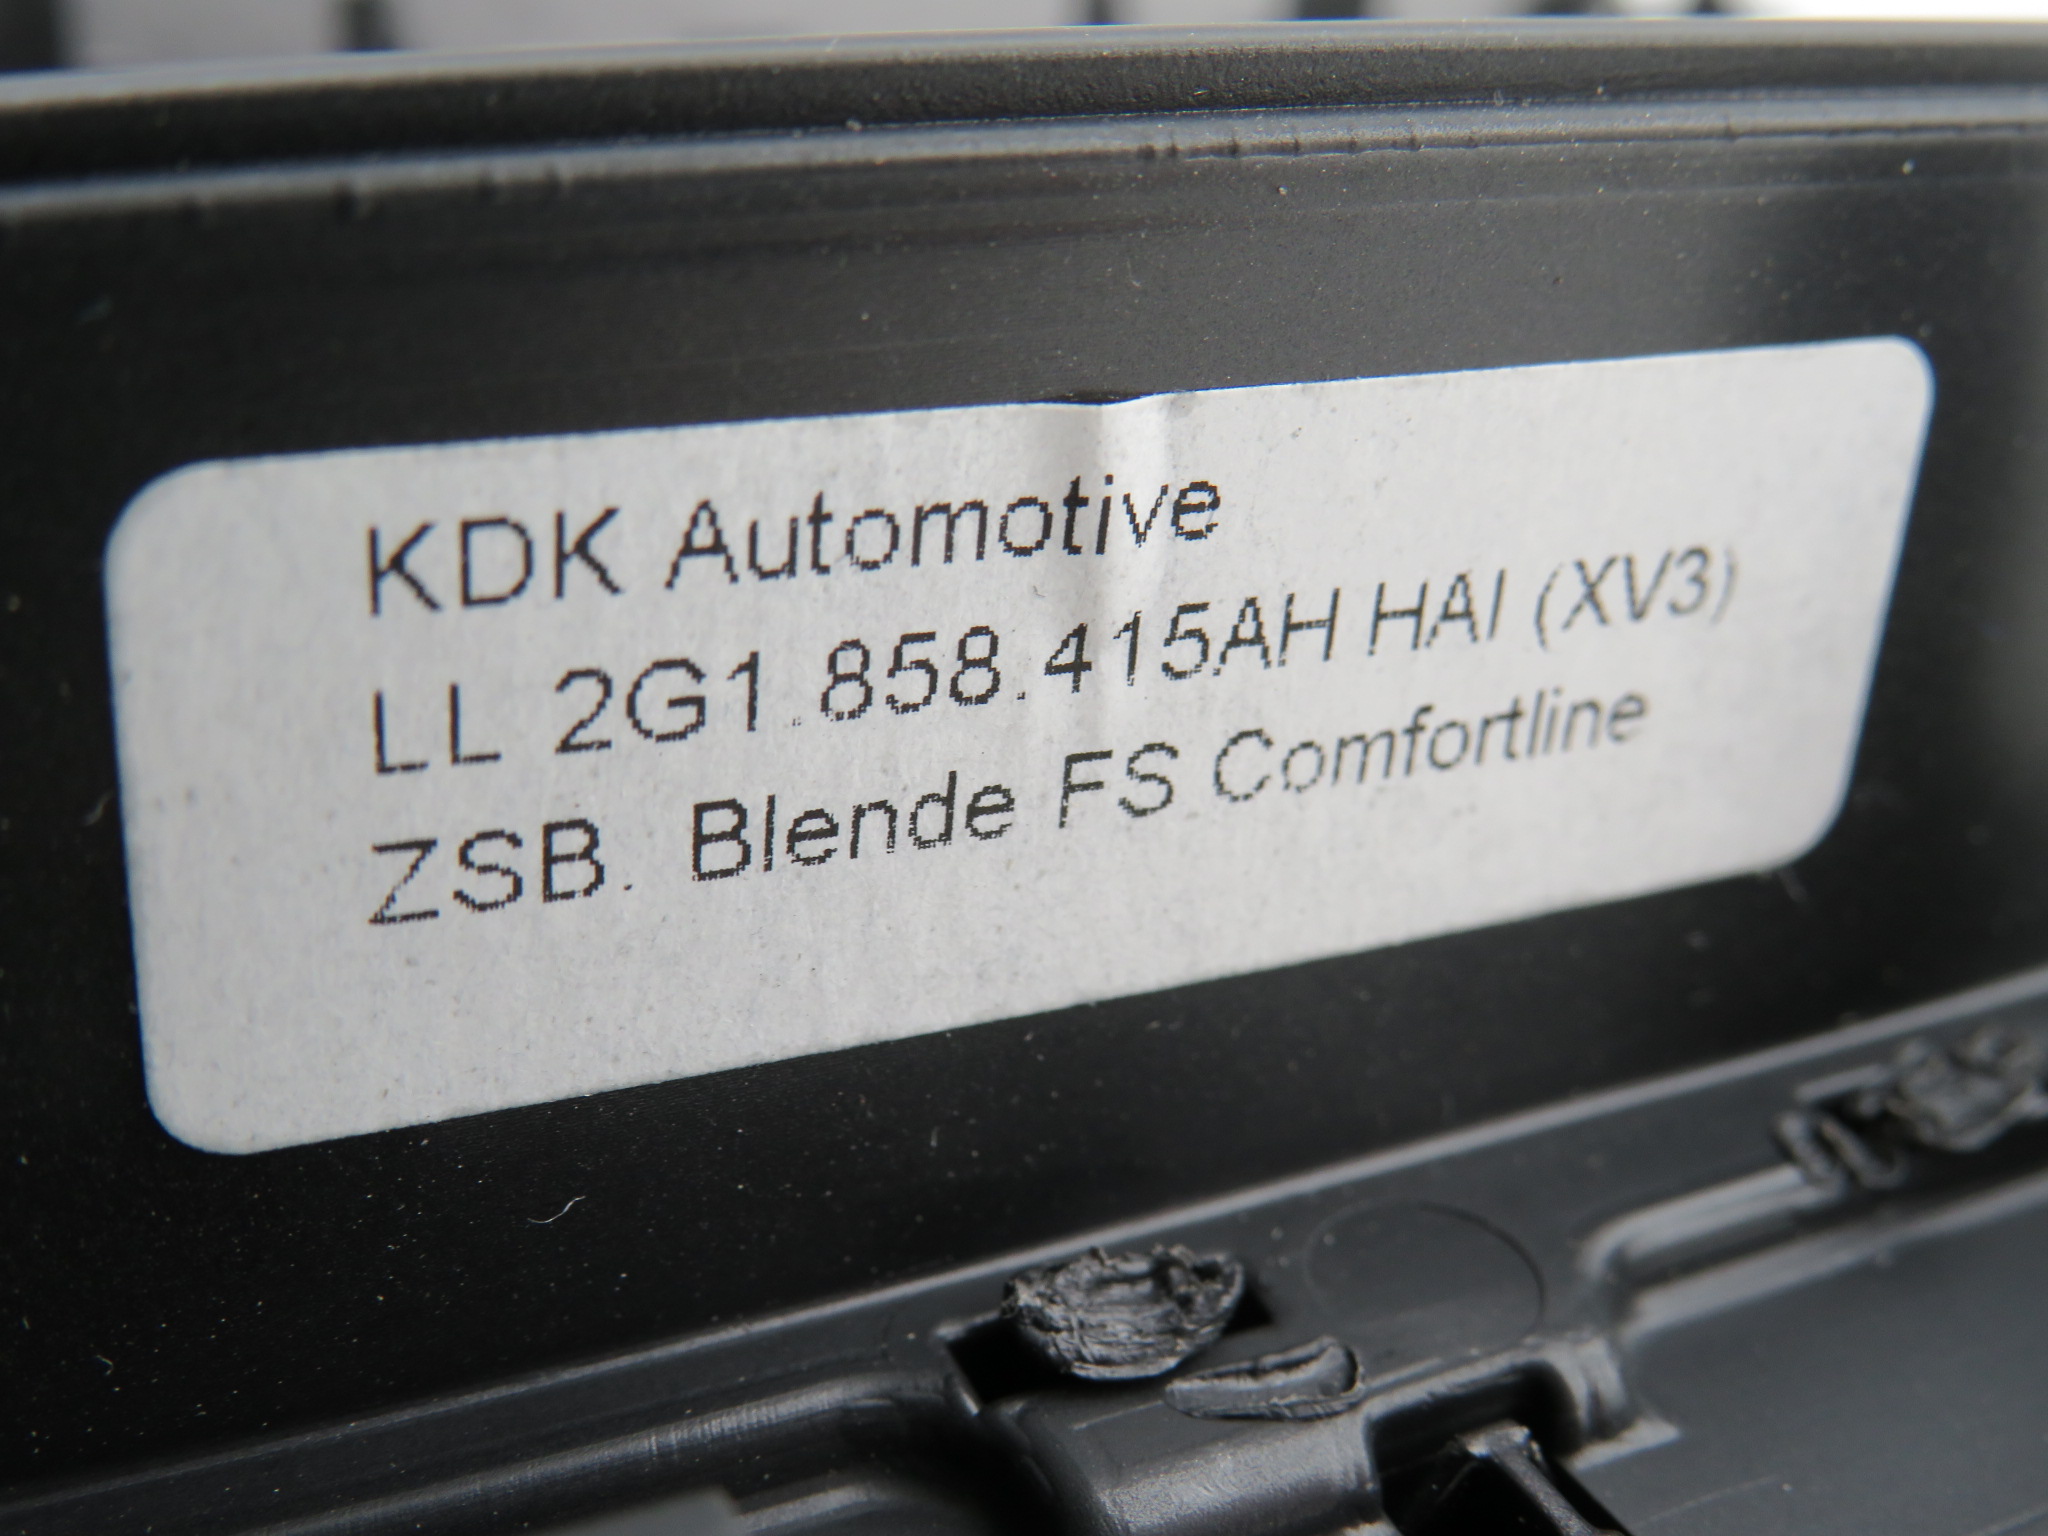 KDK Automotive
LL 2G1.858.415AH HAI (XV3)
ZSB. Blende FS Comfortline